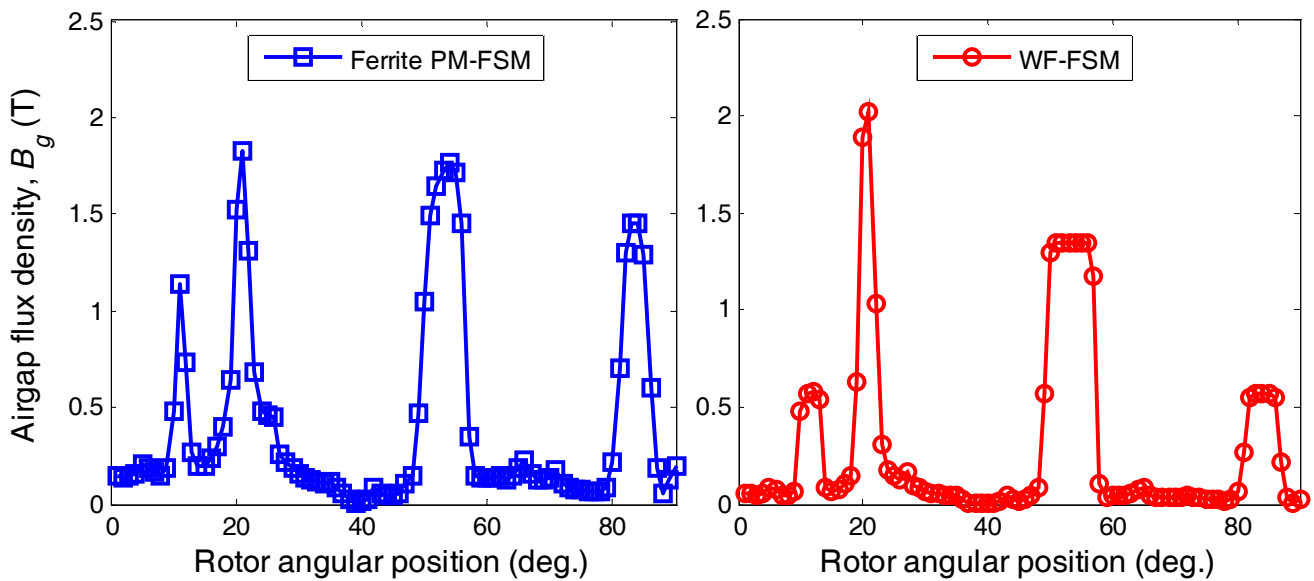 Airgap flux density, B_g (T)
2.5
2
1.5
1
0.5
0
Ferrite PM-FSM
0 20 40 60 80
Rotor angular position (deg.)
2.5
2
1.5
1
0.5
0
WF-FSM
0 20 40 60 80
Rotor angular position (deg.)